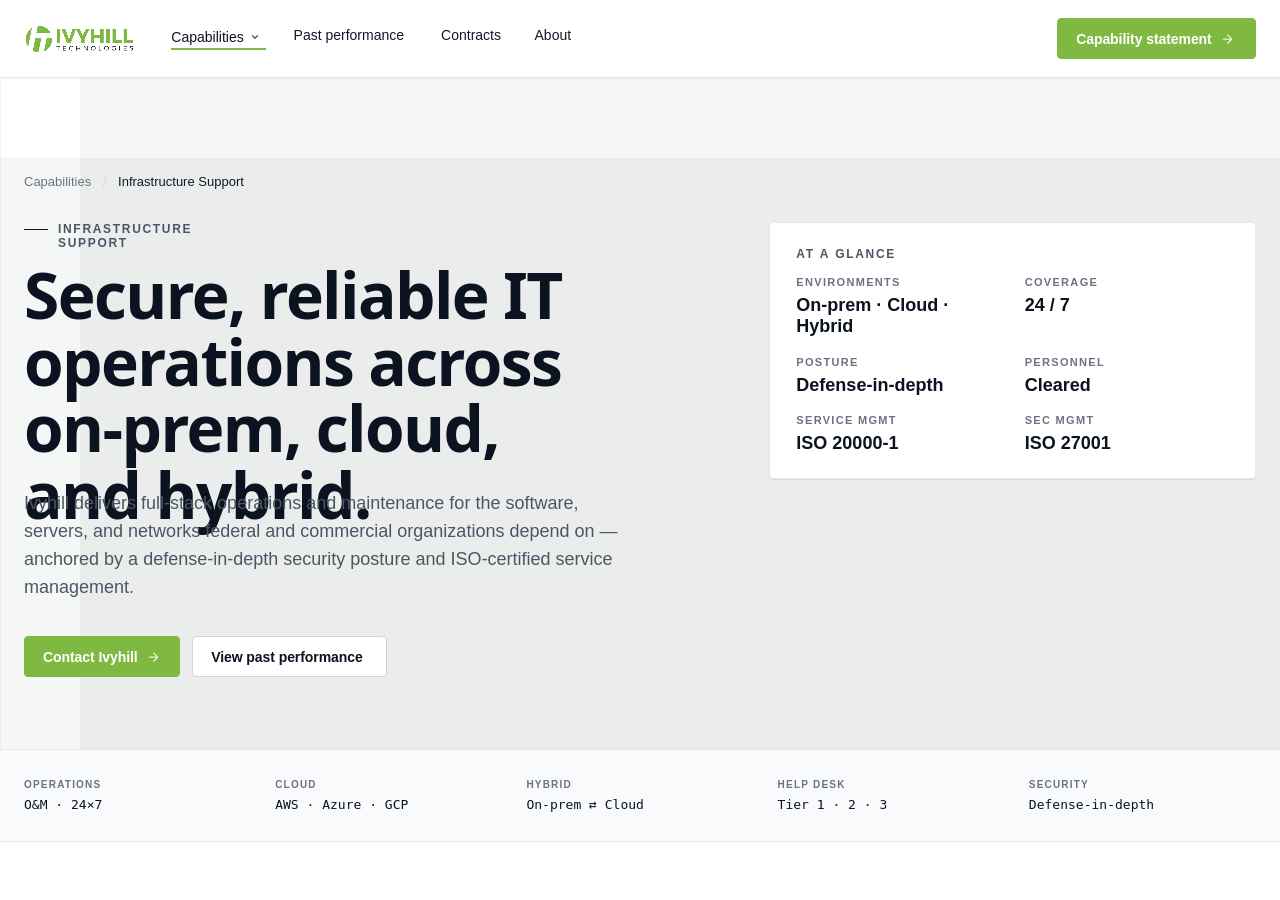 IVYHILL
TECHNOLOGIES
Capabilities
Past performance
Contracts
About
Capability statement
Capabilities / Infrastructure Support
INFRASTRUCTURE
SUPPORT
Secure, reliable IT
operations across
on-prem, cloud,
and hybrid.
Ivyhill delivers full-stack operations and maintenance for the software,
servers, and networks federal and commercial organizations depend on —
anchored by a defense-in-depth security posture and ISO-certified service
management.
Contact Ivyhill
View past performance
AT A GLANCE
ENVIRONMENTS
On-prem · Cloud ·
Hybrid
COVERAGE
24 / 7
POSTURE
Defense-in-depth
PERSONNEL
Cleared
SERVICE MGMT
ISO 20000-1
SEC MGMT
ISO 27001
OPERATIONS
O&M · 24×7
CLOUD
AWS · Azure · GCP
HYBRID
On-prem ⇄ Cloud
HELP DESK
Tier 1 · 2 · 3
SECURITY
Defense-in-depth